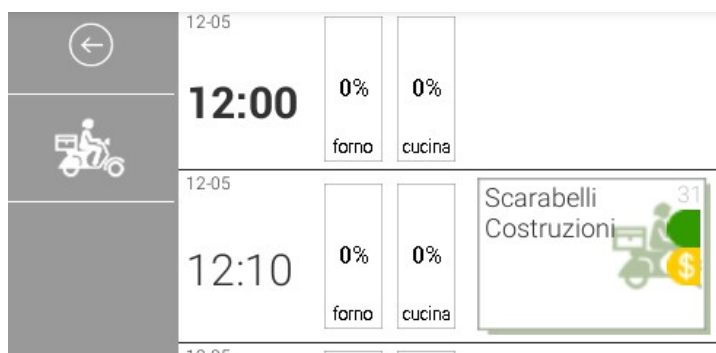 12-05
12:00
0%
0%
forno
cucina
12-05
12:10
0%
0%
forno
cucina
Scarabelli
31
Costruzioni
$